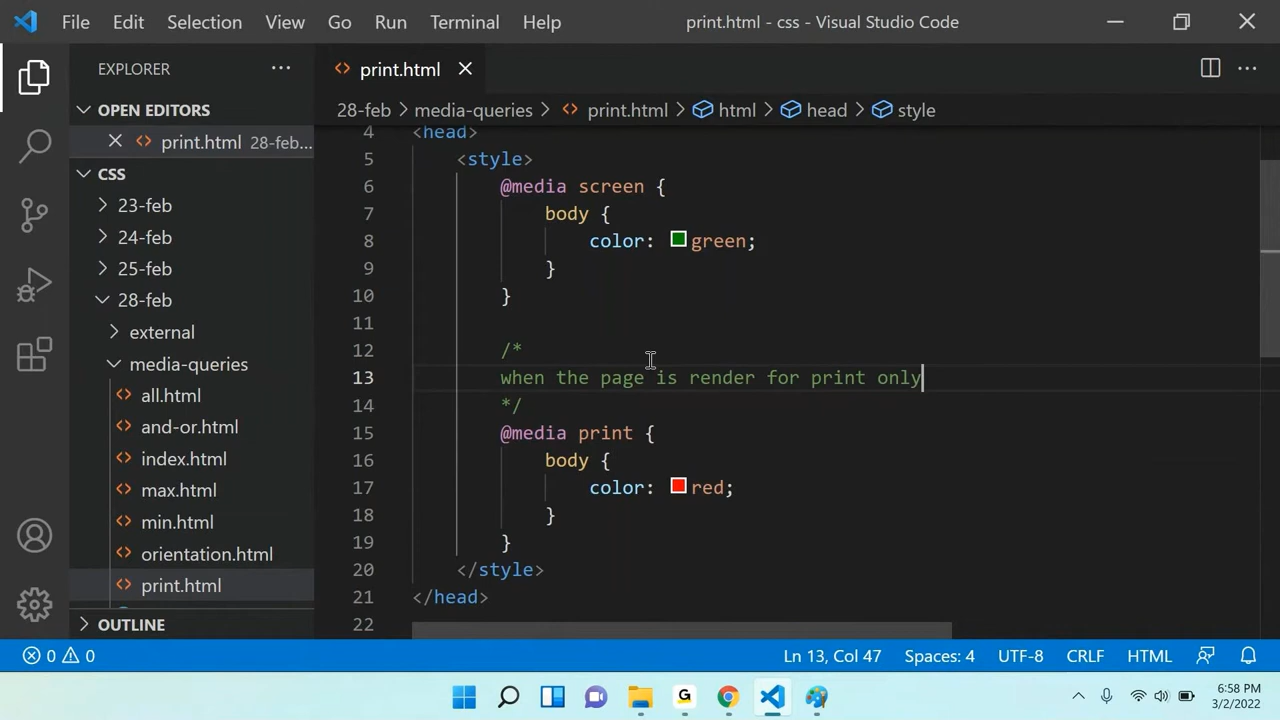 File Edit Selection View Go Run Terminal Help print.html - css - Visual Studio Code
EXPLORER
print.html
OPEN EDITORS
print.html 28-feb...
CSS
23-feb
24-feb
25-feb
28-feb
external
media-queries
all.html
and-or.html
index.html
max.html
min.html
orientation.html
print.html
OUTLINE
28-feb > media-queries > print.html > html > head > style
4 <head>
5 <style>
6 @media screen {
7 body {
8 color: green;
9 }
10 }
11
12 /*
13 when the page is render for print only
14 */
15 @media print {
16 body {
17 color: red;
18 }
19 }
20 </style>
21 </head>
22
0 0 Ln 13, Col 47 Spaces: 4 UTF-8 CRLF HTML
G
6:58 PM
3/2/2022